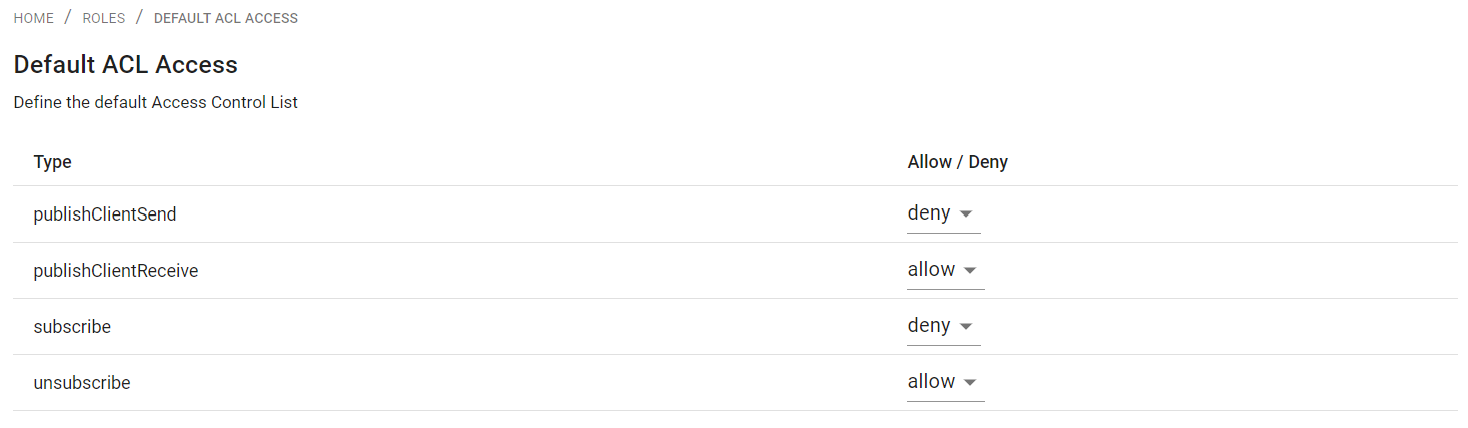 HOME / ROLES / DEFAULT ACL ACCESS
Default ACL Access
Define the default Access Control List
Type Allow / Deny
publishClientSend deny
publishClientReceive allow
subscribe deny
unsubscribe allow